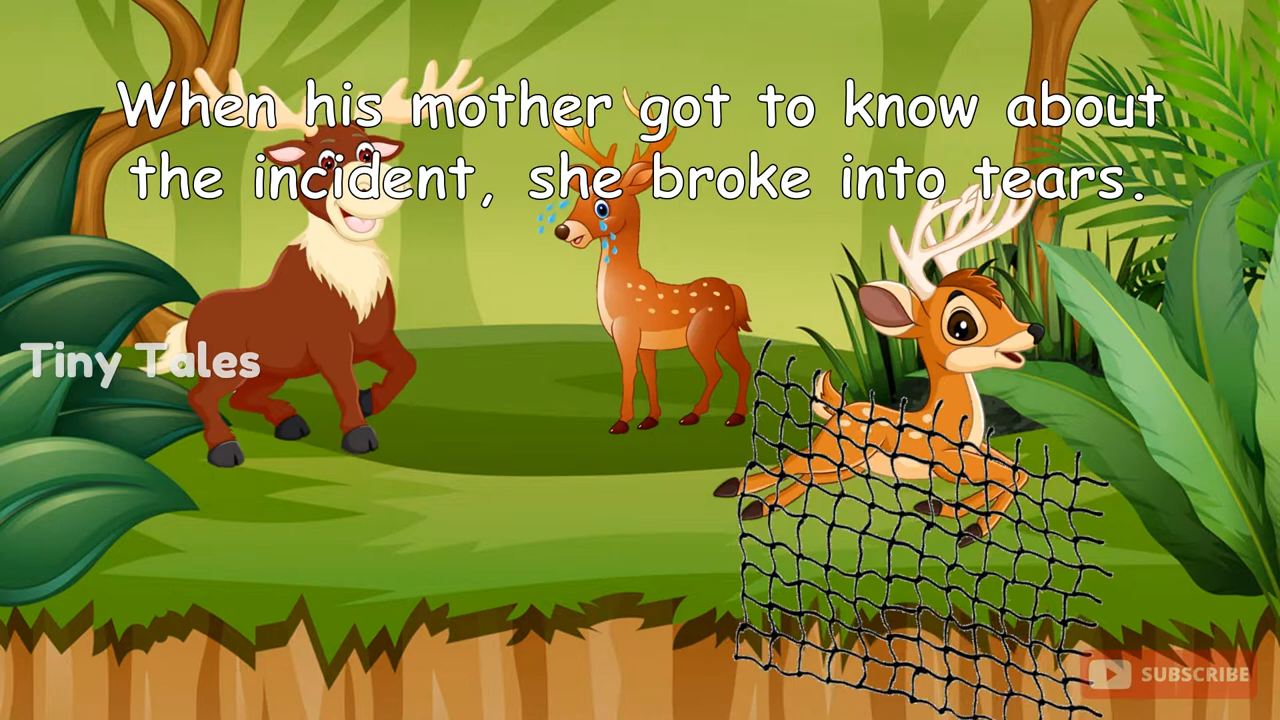 When his mother got to know about
the incident, she broke into tears.
Tiny Tales
SUBSCRIBE